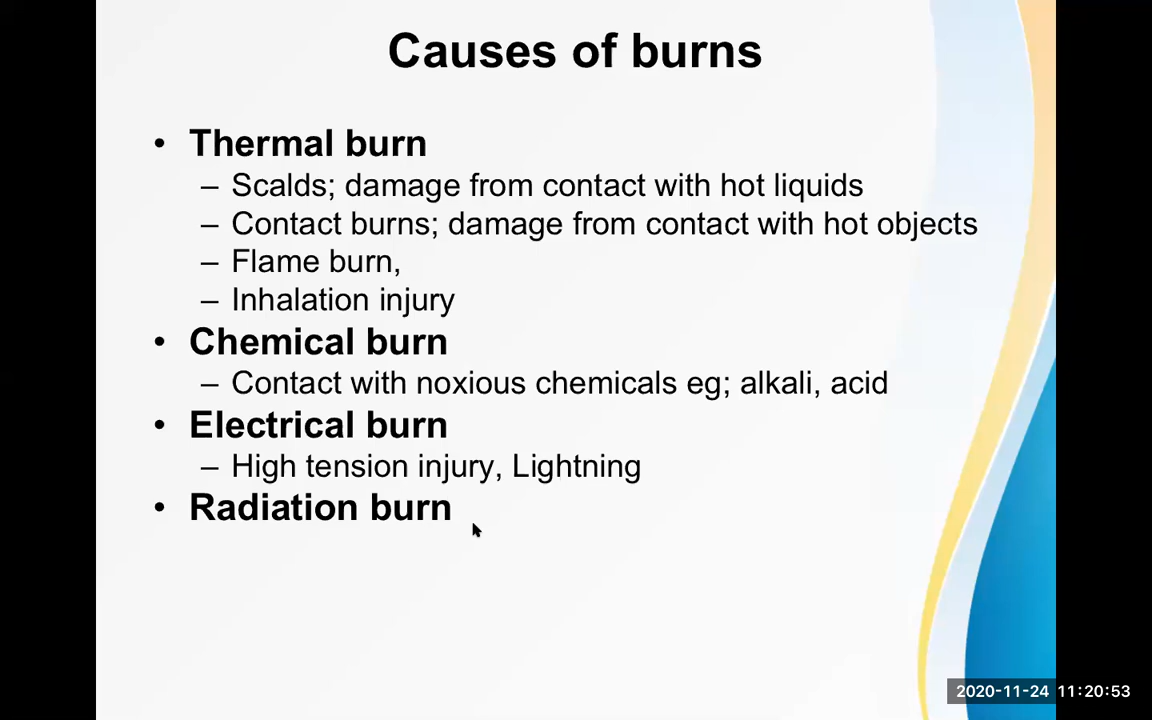 Causes of burns
• Thermal burn
– Scalds; damage from contact with hot liquids
– Contact burns; damage from contact with hot objects
– Flame burn,
– Inhalation injury
• Chemical burn
– Contact with noxious chemicals eg; alkali, acid
• Electrical burn
– High tension injury, Lightning
• Radiation burn
2020-11-24 11:20:53